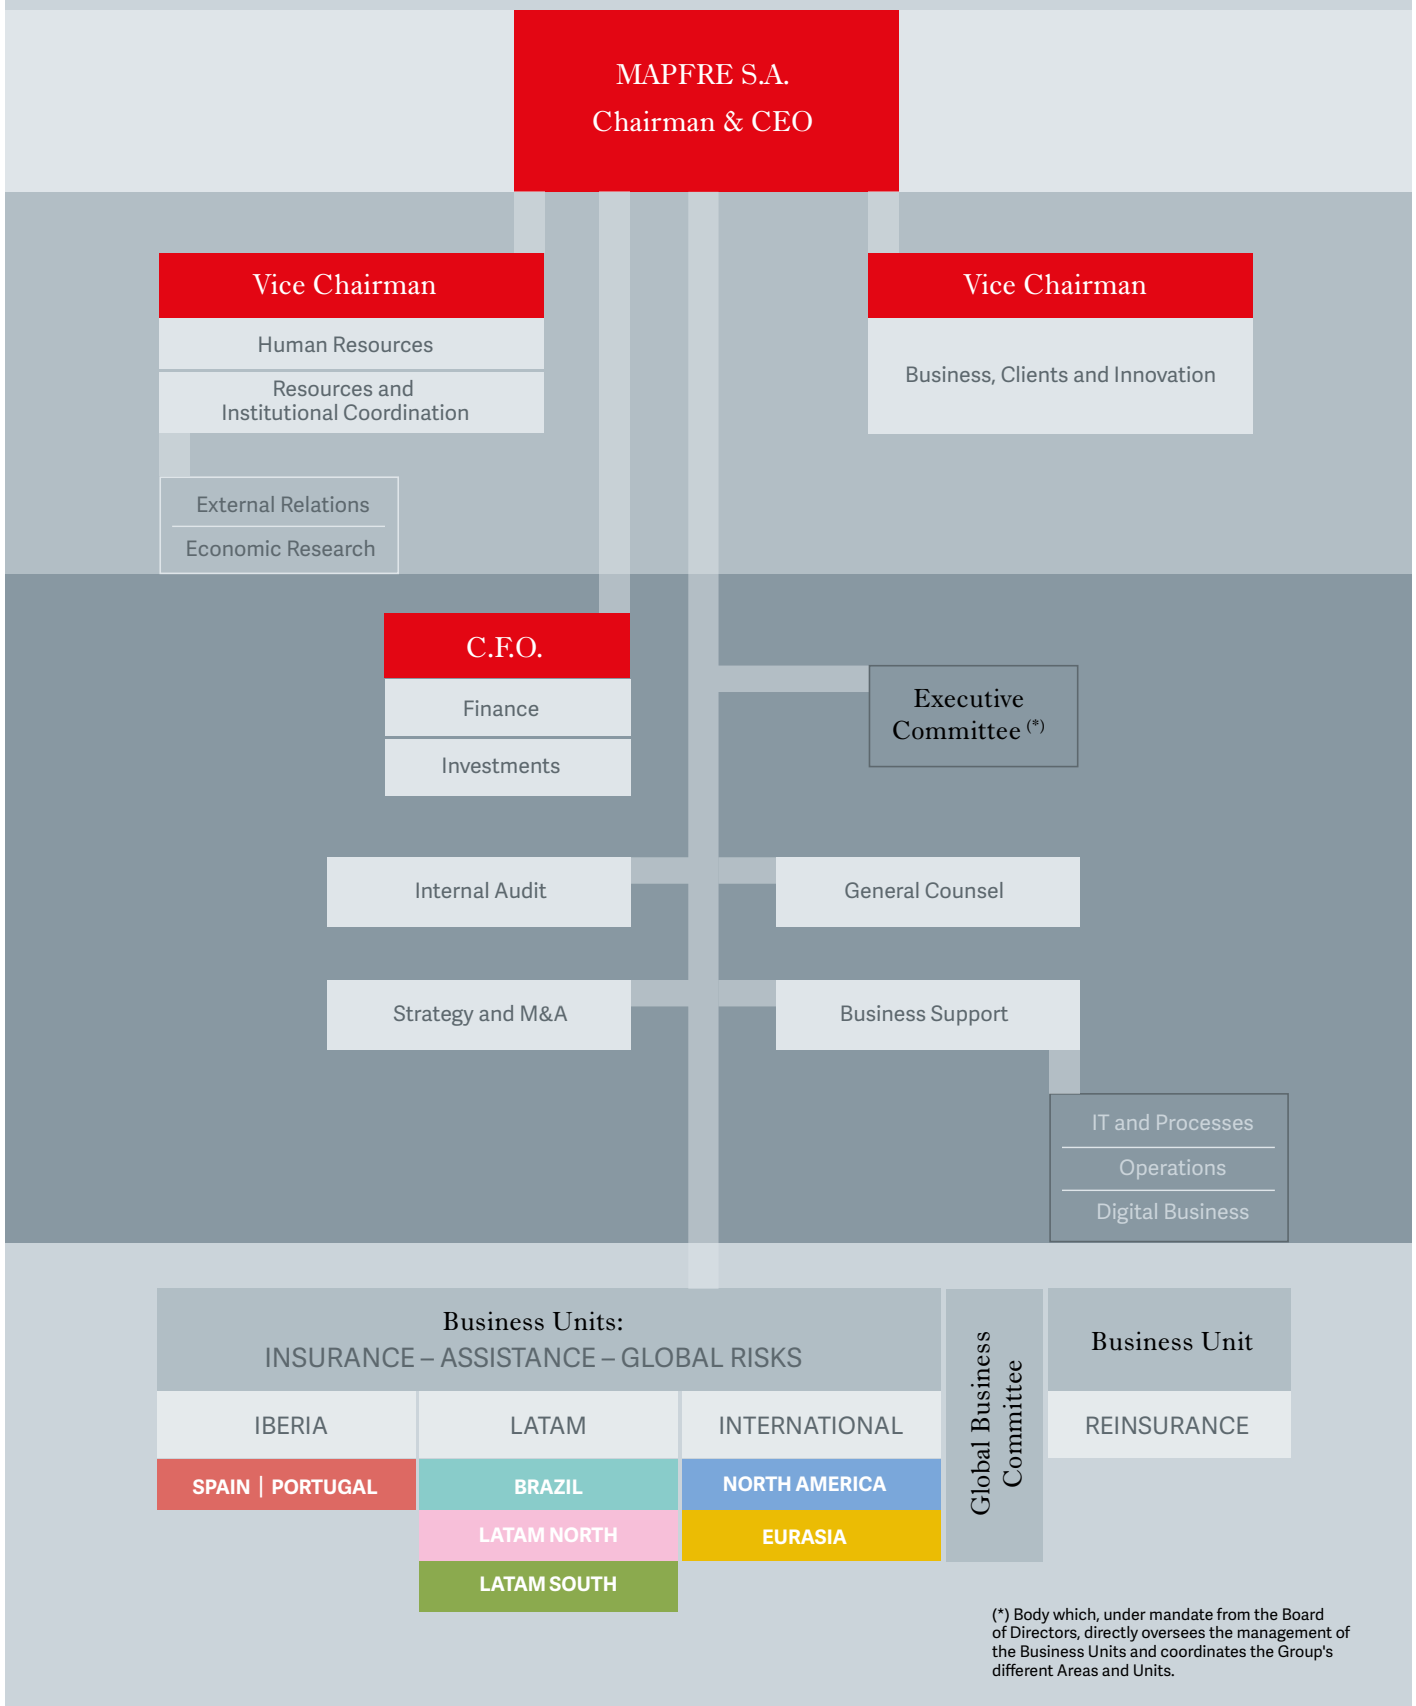 MAPFRE S.A.
Chairman & CEO
Vice Chairman
Human Resources
Resources and
Institutional Coordination
External Relations
Economic Research
Vice Chairman
Business, Clients and Innovation
C.F.O.
Finance
Investments
Executive
Committee (*)
Internal Audit
General Counsel
Strategy and M&A
Business Support
IT and Processes
Operations
Digital Business
Business Units:
INSURANCE – ASSISTANCE – GLOBAL RISKS
IBERIA
LATAM
INTERNATIONAL
SPAIN | PORTUGAL
BRAZIL
NORTH AMERICA
LATAM NORTH
EURASIA
LATAM SOUTH
Global Business
Committee
Business Unit
REINSURANCE
(*) Body which, under mandate from the Board
of Directors, directly oversees the management of
the Business Units and coordinates the Group's
different Areas and Units.